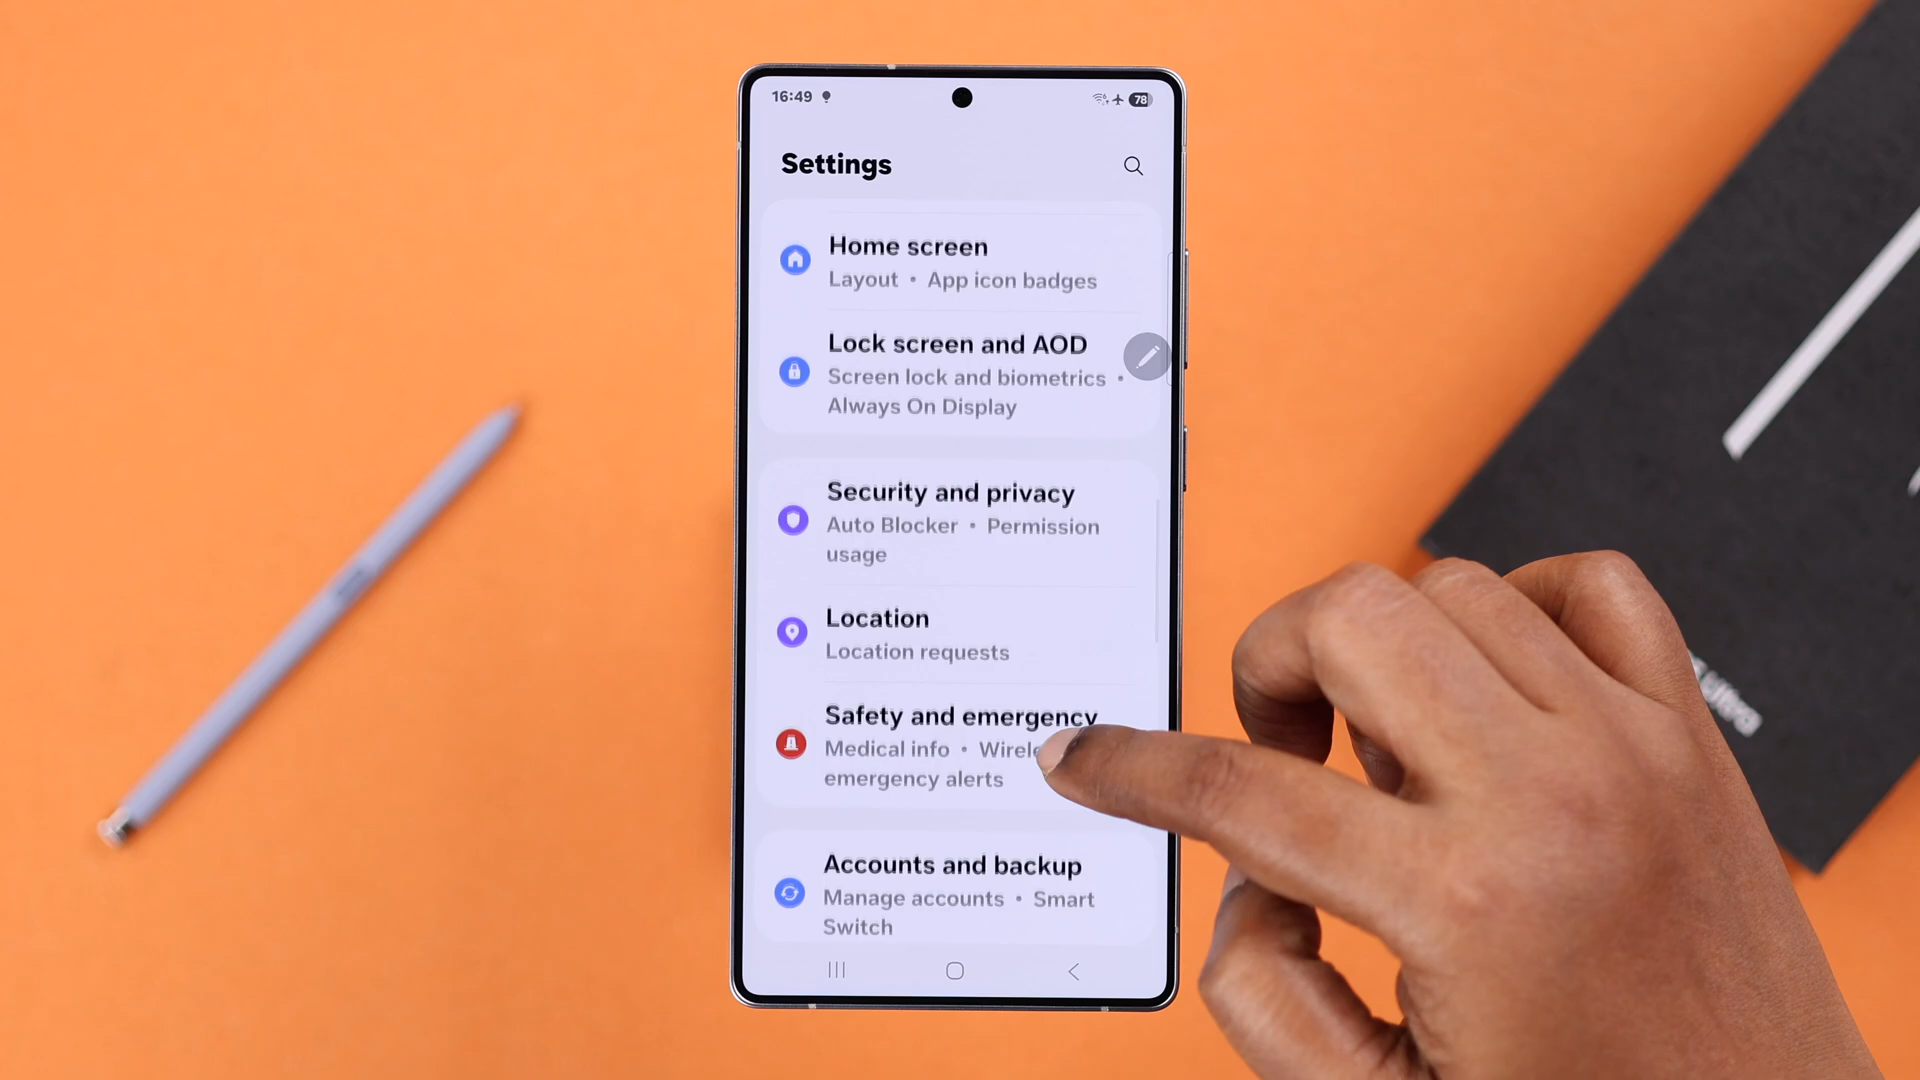 16:49
78
Settings
Home screen
Layout • App icon badges
Lock screen and AOD
Screen lock and biometrics •
Always On Display
Security and privacy
Auto Blocker • Permission
usage
Location
Location requests
Safety and emergency
Medical info •
emergency alerts
Accounts and backup
Manage accounts • Smart
Switch
Ultra